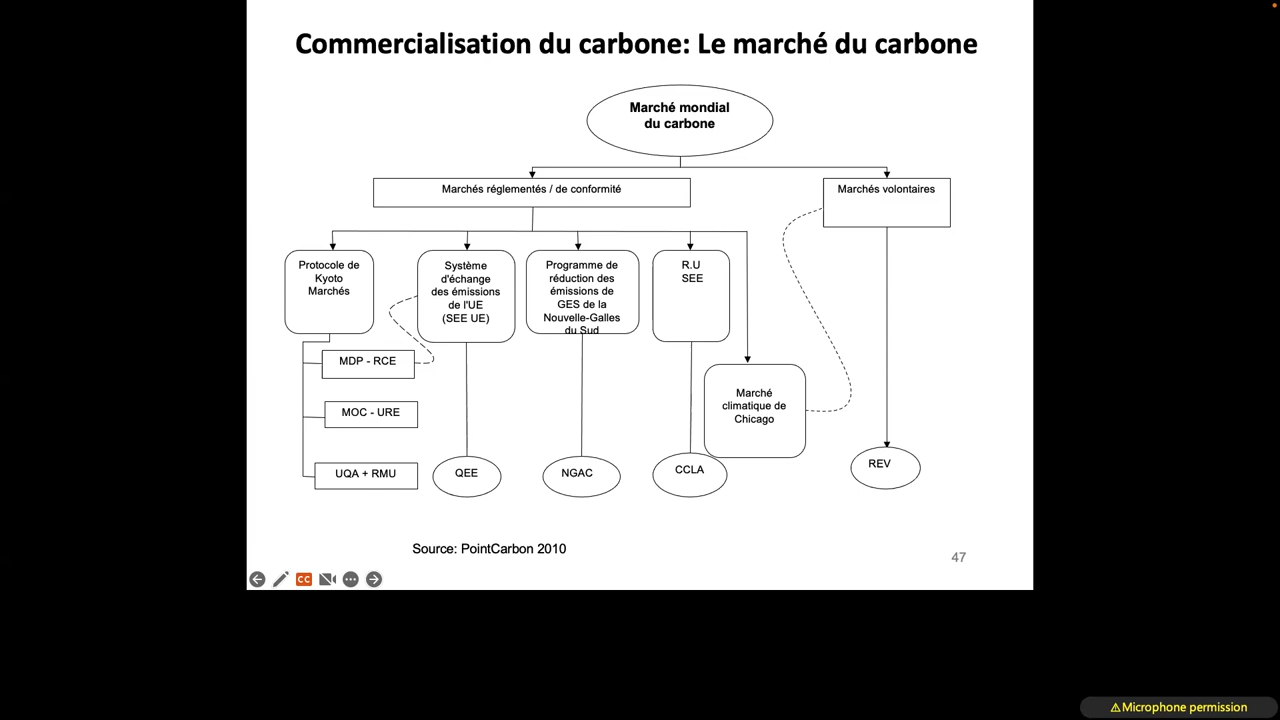 Commercialisation du carbone: Le marché du carbone
Marché mondial
du carbone
Marchés réglementés / de conformité
Marchés volontaires
Protocole de
Kyoto
Marchés
Système
d'échange
des émissions
de l'UE
(SEE UE)
Programme de
réduction des
émissions de
GES de la
Nouvelle-Galles
du Sud
R.U
SEE
MDP - RCE
MOC - URE
UQA + RMU
Marché
climatique de
Chicago
QEE
NGAC
CCLA
REV
Source: PointCarbon 2010
47
CC
Microphone permission